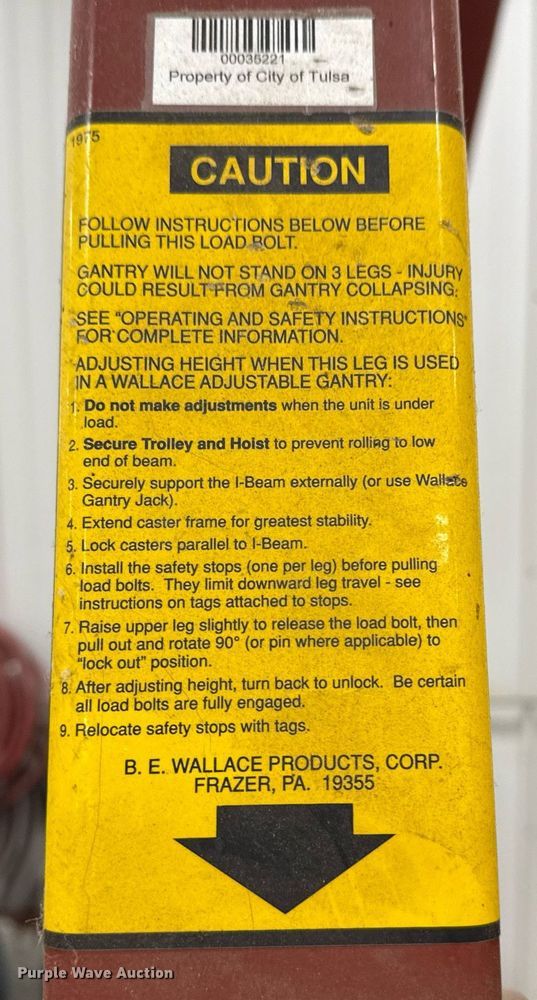 00035221
Property of City of Tulsa
1975
CAUTION
FOLLOW INSTRUCTIONS BELOW BEFORE
PULLING THIS LOAD BOLT.
GANTRY WILL NOT STAND ON 3 LEGS - INJURY
COULD RESULT FROM GANTRY COLLAPSING.
SEE "OPERATING AND SAFETY INSTRUCTIONS"
FOR COMPLETE INFORMATION.
ADJUSTING HEIGHT WHEN THIS LEG IS USED
IN A WALLACE ADJUSTABLE GANTRY:
1. Do not make adjustments when the unit is under
load.
2. Secure Trolley and Hoist to prevent rolling to low
end of beam.
3. Securely support the I-Beam externally (or use Wallace
Gantry Jack).
4. Extend caster frame for greatest stability.
5. Lock casters parallel to I-Beam.
6. Install the safety stops (one per leg) before pulling
load bolts. They limit downward leg travel - see
instructions on tags attached to stops.
7. Raise upper leg slightly to release the load bolt, then
pull out and rotate 90° (or pin where applicable) to
"lock out" position.
8. After adjusting height, turn back to unlock. Be certain
all load bolts are fully engaged.
9. Relocate safety stops with tags.
B. E. WALLACE PRODUCTS, CORP.
FRAZER, PA. 19355
Purple Wave Auction